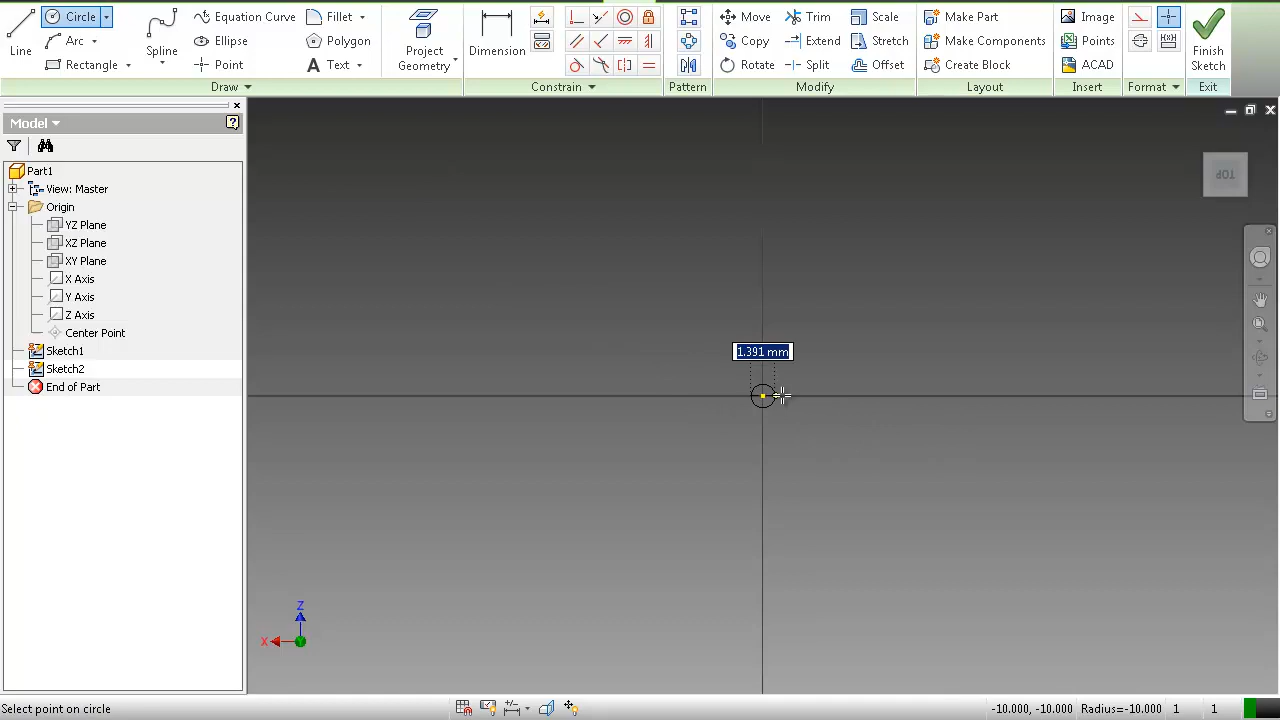 Circle
Equation Curve
Fillet
Move
Trim
Scale
Make Part
Image
Line
Arc
Spline
Ellipse
Polygon
Project
Geometry
Dimension
Copy
Extend
Stretch
Make Components
Points
Finish
Sketch
Rectangle
Point
A Text
Rotate
Split
Offset
Create Block
ACAD
Draw
Constrain
Pattern
Modify
Layout
Insert
Format
Exit
Model
Part1
View: Master
Origin
YZ Plane
XZ Plane
XY Plane
X Axis
Y Axis
Z Axis
Center Point
Sketch1
Sketch2
End of Part
TOP
1.391 mm
Z
X
Select point on circle
-10.000, -10.000
Radius=-10.000
1
1